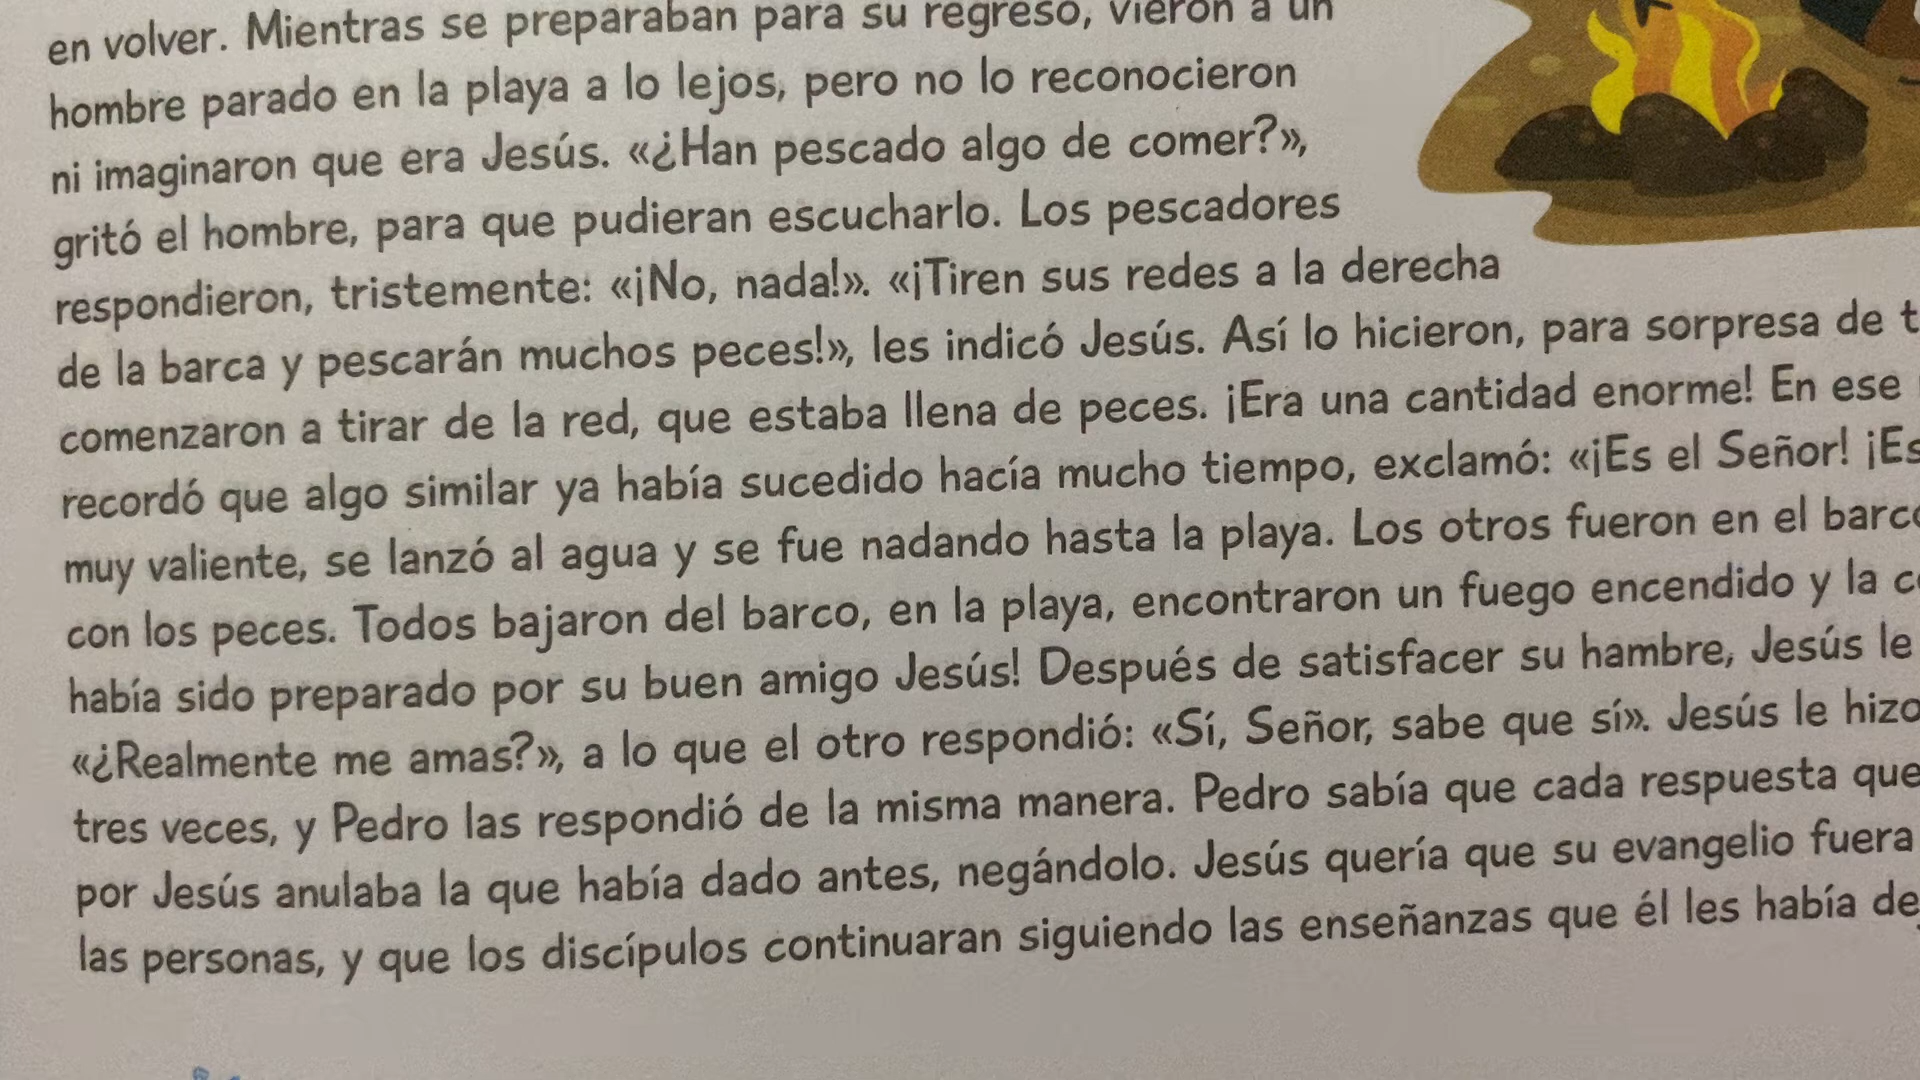 en volver. Mientras se preparaban para su regreso, vieron a un
hombre parado en la playa a lo lejos, pero no lo reconocieron
ni imaginaron que era Jesús. «¿Han pescado algo de comer?»,
gritó el hombre, para que pudieran escucharlo. Los pescadores
respondieron, tristemente: «¡No, nada!». «¡Tiren sus redes a la derecha
de la barca y pescarán muchos peces!», les indicó Jesús. Así lo hicieron, para sorpresa de
comenzaron a tirar de la red, que estaba llena de peces. ¡Era una cantidad enorme! En ese
recordó que algo similar ya había sucedido hacía mucho tiempo, exclamó: «¡Es el Señor!
muy valiente, se lanzó al agua y se fue nadando hasta la playa. Los otros fueron en el
con los peces. Todos bajaron del barco, en la playa, encontraron un fuego encendido y la
había sido preparado por su buen amigo Jesús! Después de satisfacer su hambre, Jesús le
«¿Realmente me amas?», a lo que el otro respondió: «Sí, Señor, sabe que sí». Jesús le hizo
tres veces, y Pedro las respondió de la misma manera. Pedro sabía que cada respuesta que
por Jesús anulaba la que había dado antes, negándolo. Jesús quería que su evangelio fuera
las personas, y que los discípulos continuaran siguiendo las enseñanzas que él les había